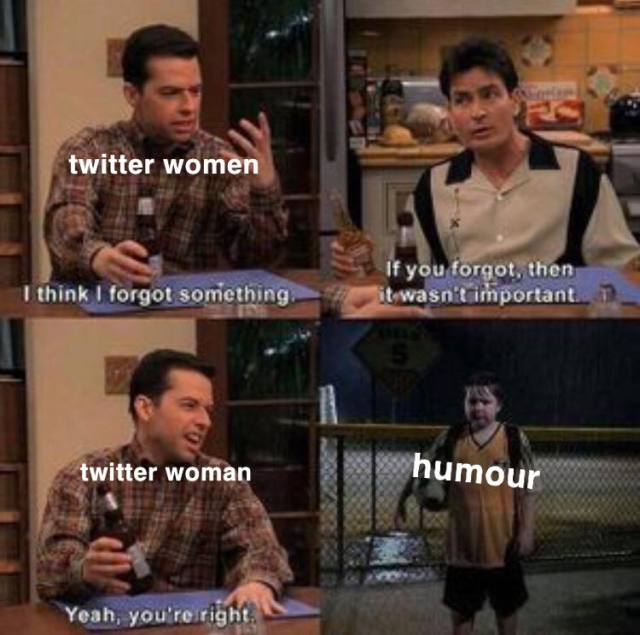 twitter women
I think I forgot something.
If you forgot, then
it wasn't important.
twitter woman
Yeah, you're right.
humour